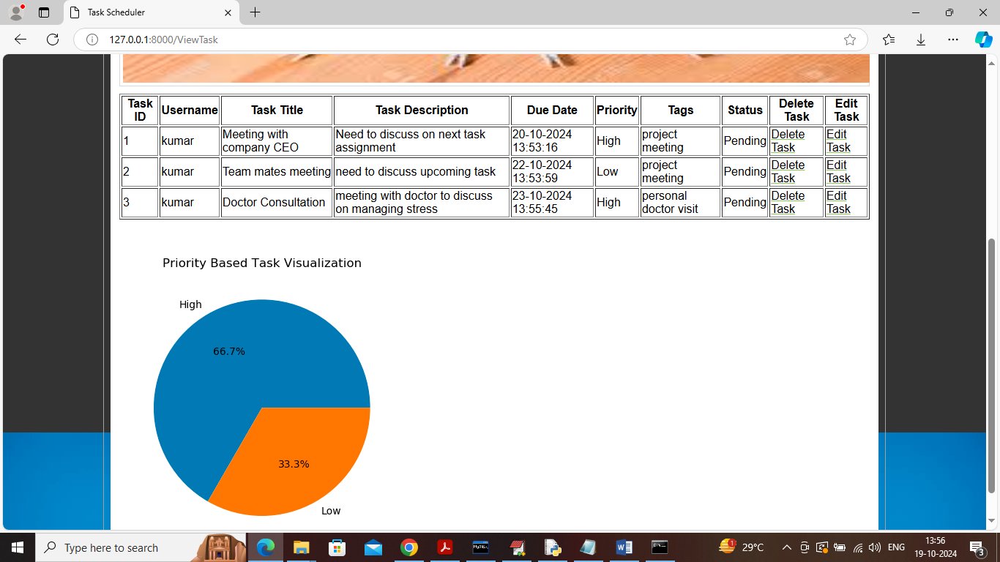 Task Scheduler
127.0.0.1:8000/ViewTask
Task ID Username Task Title Task Description Due Date Priority Tags Status Delete Task Edit Task
1 kumar Meeting with company CEO Need to discuss on next task assignment 20-10-2024 13:53:16 High project meeting Pending Delete Task Edit Task
2 kumar Team mates meeting need to discuss upcoming task 22-10-2024 13:53:59 Low project meeting Pending Delete Task Edit Task
3 kumar Doctor Consultation meeting with doctor to discuss on managing stress 23-10-2024 13:55:45 High personal doctor visit Pending Delete Task Edit Task
Priority Based Task Visualization
High
66.7%
33.3%
Low
Type here to search
1
29°C
ENG
13:56
19-10-2024
3